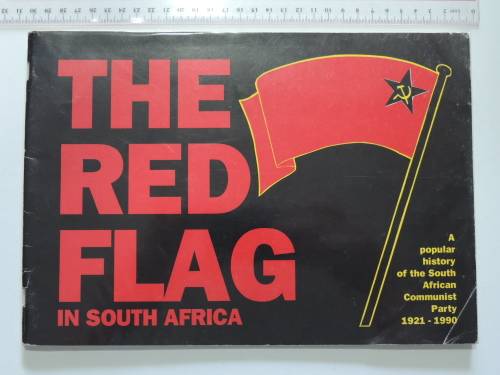 THE
RED
FLAG
IN SOUTH AFRICA
A
popular
history
of the South
African
Communist
Party
1921 - 1990